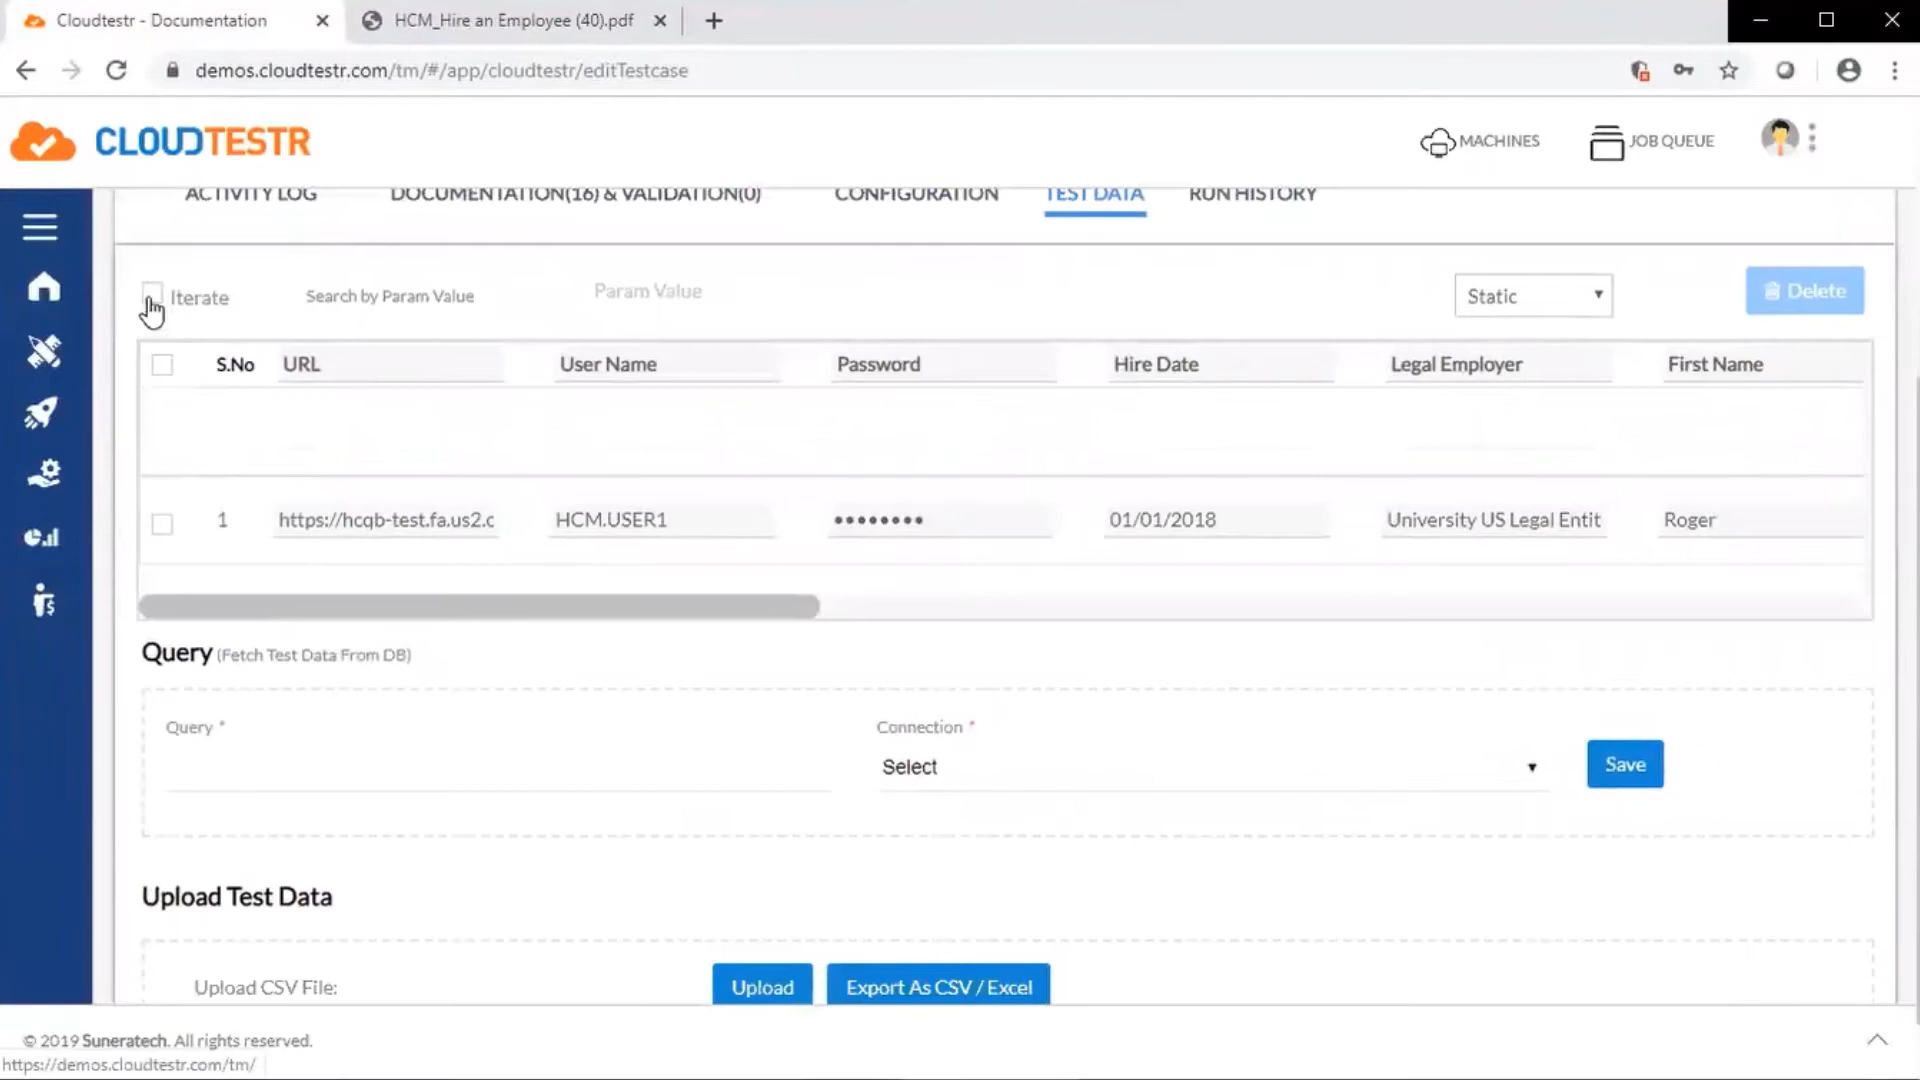 Cloudtestr - Documentation
HCM_Hire an Employee (40).pdf
demos.cloudtestr.com/tm/#/app/cloudtestr/editTestcase
CLOUDTESTR
MACHINES
JOB QUEUE
ACTIVITY LOG
DOCUMENTATION(16) & VALIDATION(0)
CONFIGURATION
TEST DATA
RUN HISTORY
Iterate
Search by Param Value
Param Value
Static
Delete
S.No URL User Name Password Hire Date Legal Employer First Name
1 https://hcqb-test.fa.us2.c HCM.USER1 •••••••• 01/01/2018 University US Legal Entit Roger
Query (Fetch Test Data From DB)
Query *
Connection *
Select
Save
Upload Test Data
Upload CSV File:
Upload
Export As CSV / Excel
© 2019 Suneratech. All rights reserved.
https://demos.cloudtestr.com/tm/